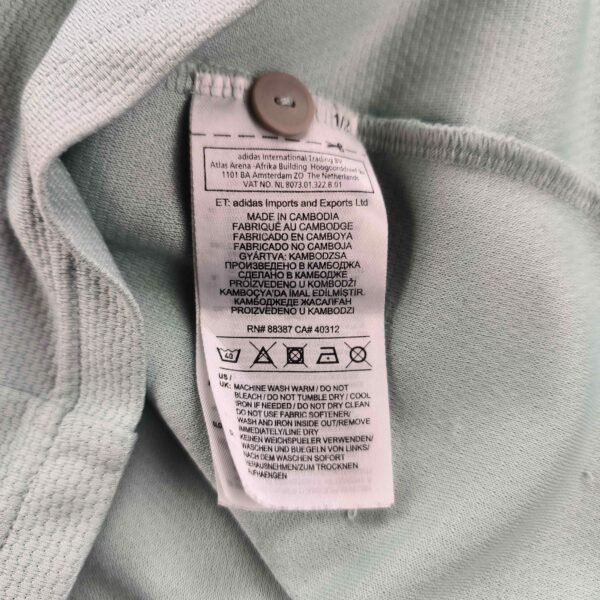 1/2
adidas International Trading BV
Atlas Arena -Afrika Building Hoogoorddreef
1101 BA Amsterdam ZO The Netherlands
VAT NO. NL 8073.01.322.B.01
ET: adidas Imports and Exports Ltd
MADE IN CAMBODIA
FABRIQUÉ AU CAMBODGE
FABRICADO EN CAMBOYA
FABRICADO NO CAMBOJA
GYÁRTVA: KAMBODZSA
ПРОИЗВЕДЕНО В КАМБОДЖА
СДЕЛАНО В КАМБОДЖЕ
PROIZVEDENO U KOMBODŽI
KAMBOÇYA'DA İMAL EDİLMİŞTİR.
КАМБОДЖЕДЕ ЖАСАЛҒАН
PROIZVEDENO V KAMBODZI
RN# 88387 CA# 40312
40
US /
UK: MACHINE WASH WARM / DO NOT
BLEACH / DO NOT TUMBLE DRY / COOL
IRON IF NEEDED / DO NOT DRY CLEAN
DO NOT USE FABRIC SOFTENER/
WASH AND IRON INSIDE OUT/REMOVE
IMMEDIATELY/LINE DRY
KEINEN WEICHSPUELER VERWENDEN/
WASCHEN UND BUEGELN VON LINKS/
NACH DEM WASCHEN SOFORT
HERAUSNEHMEN/ZUM TROCKNEN
AUFHAENGEN